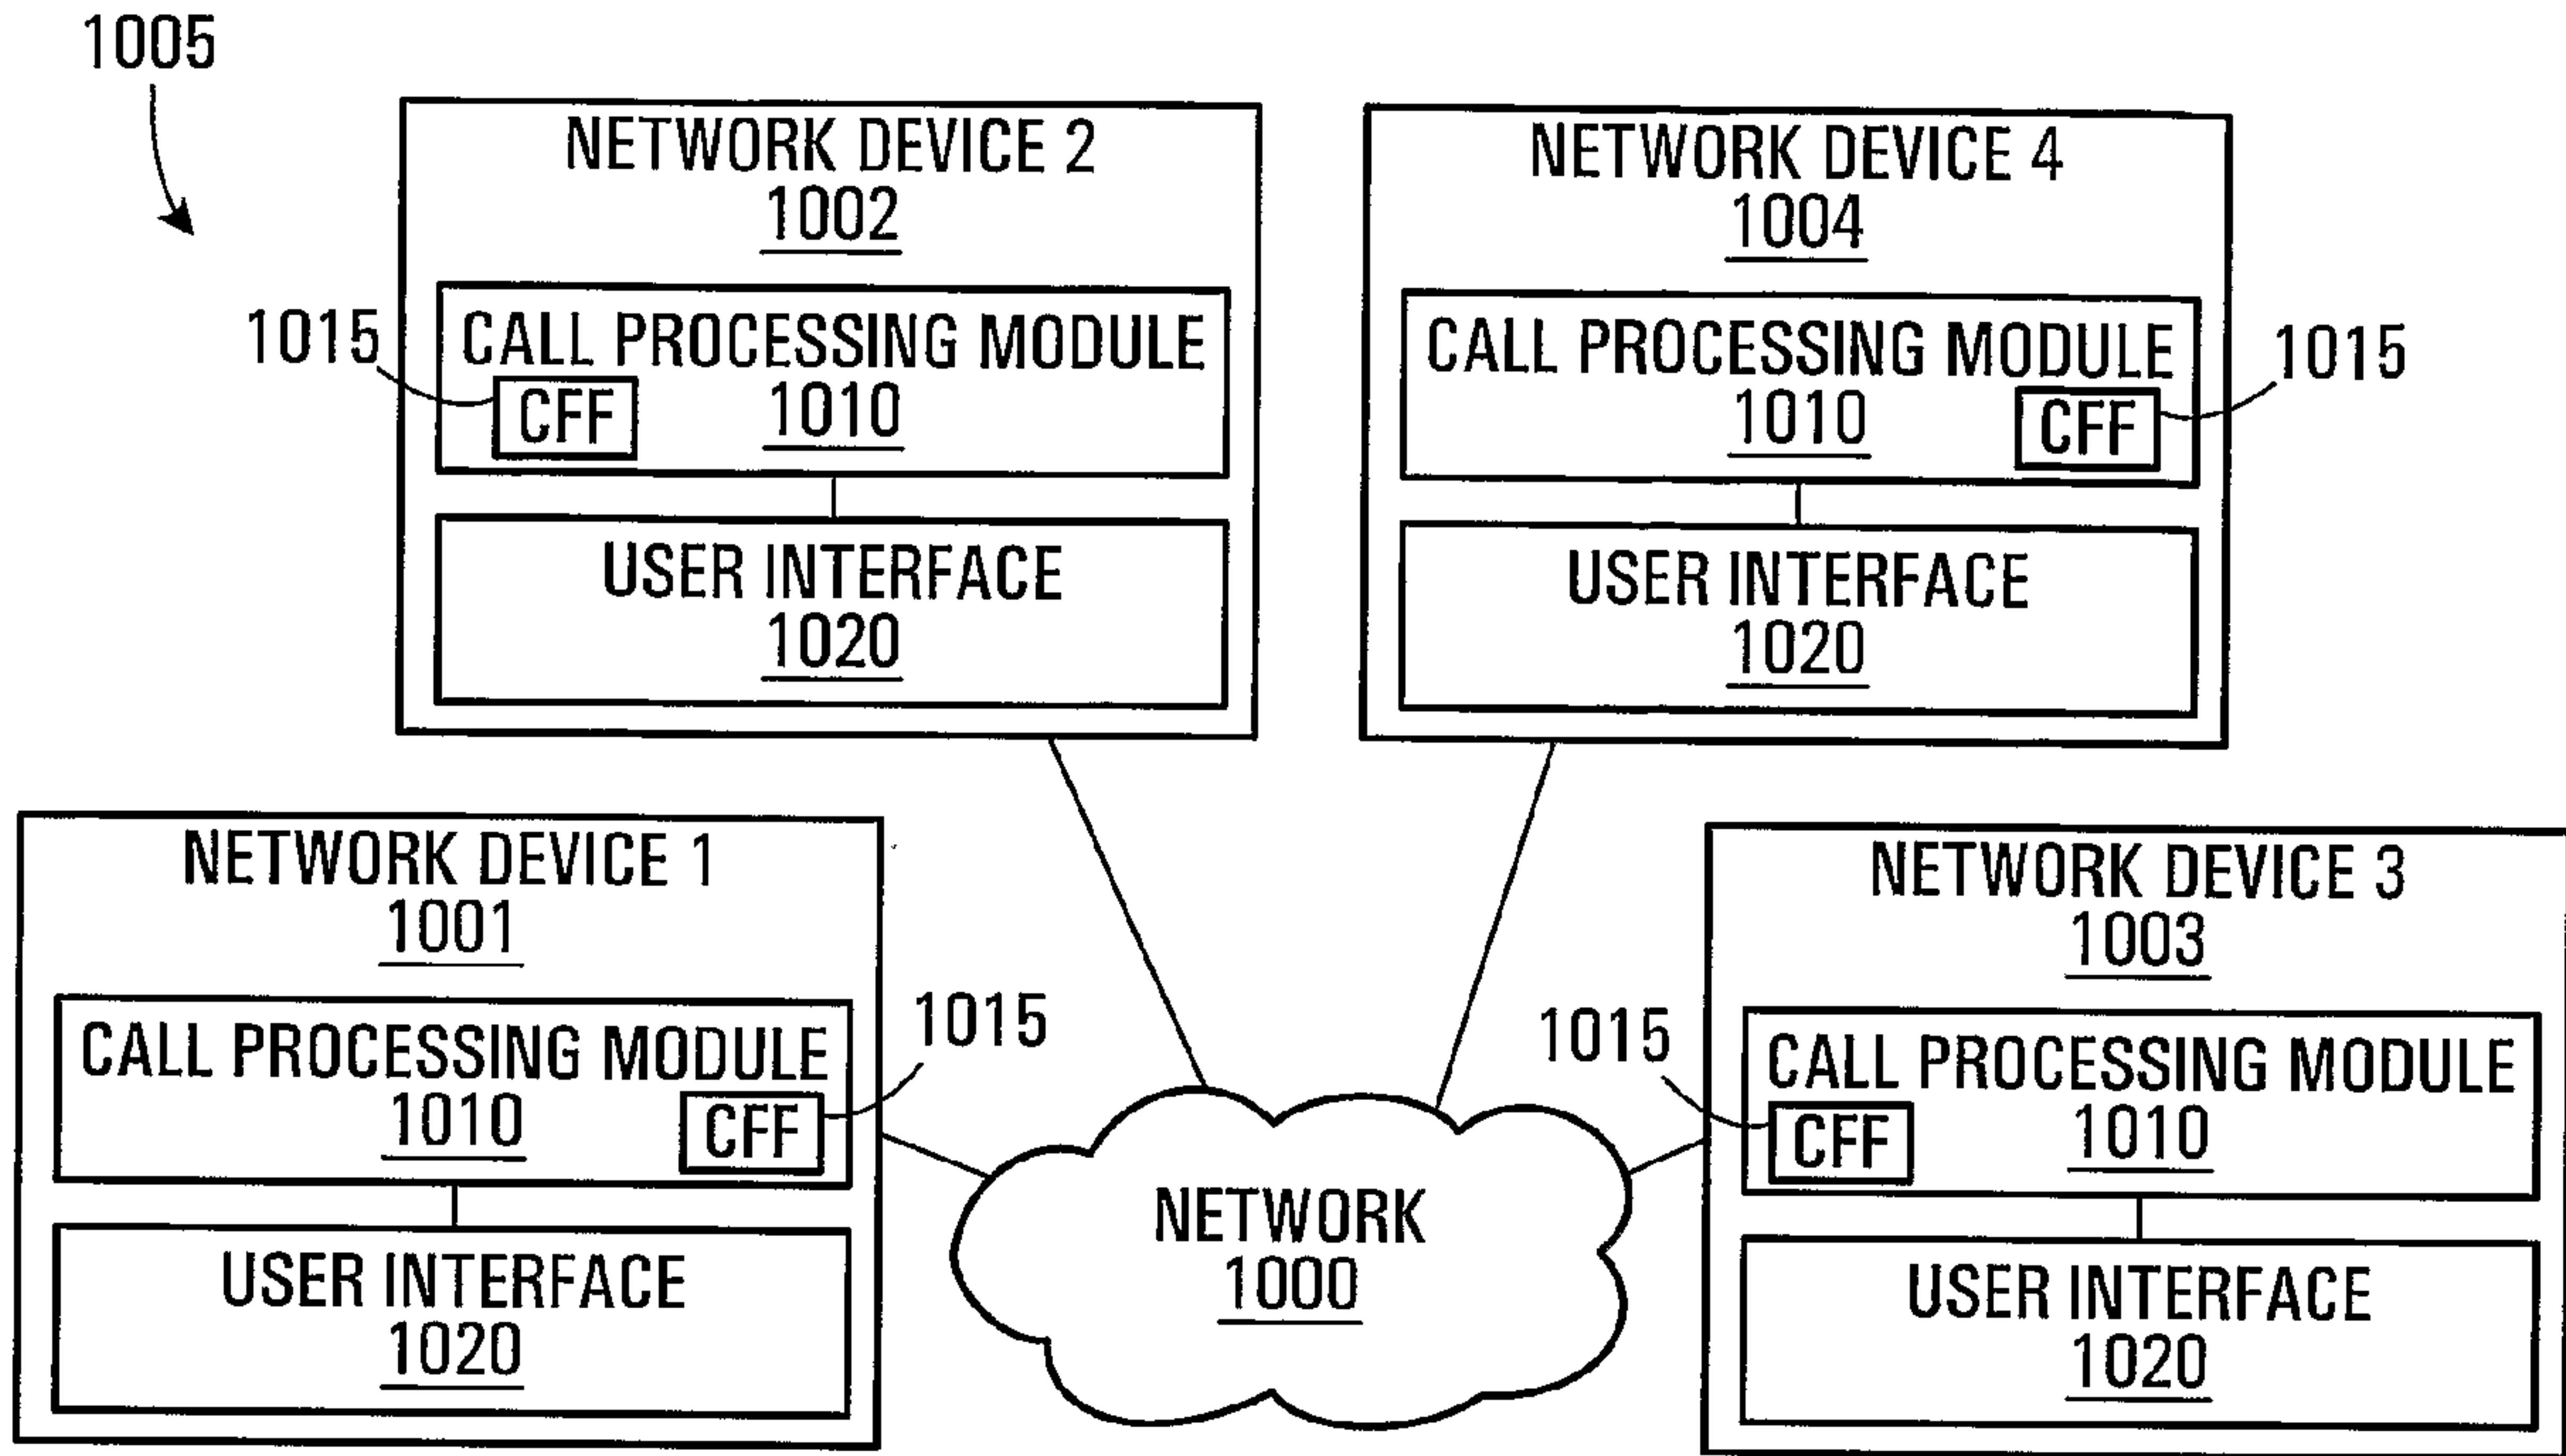 1005
NETWORK DEVICE 2
1002
1015
CALL PROCESSING MODULE
CFF
1010
USER INTERFACE
1020
NETWORK DEVICE 4
1004
CALL PROCESSING MODULE
1015
1010
CFF
USER INTERFACE
1020
NETWORK DEVICE 1
1001
1015
CALL PROCESSING MODULE
1010
CFF
USER INTERFACE
1020
NETWORK
1000
NETWORK DEVICE 3
1003
1015
CALL PROCESSING MODULE
CFF
1010
USER INTERFACE
1020